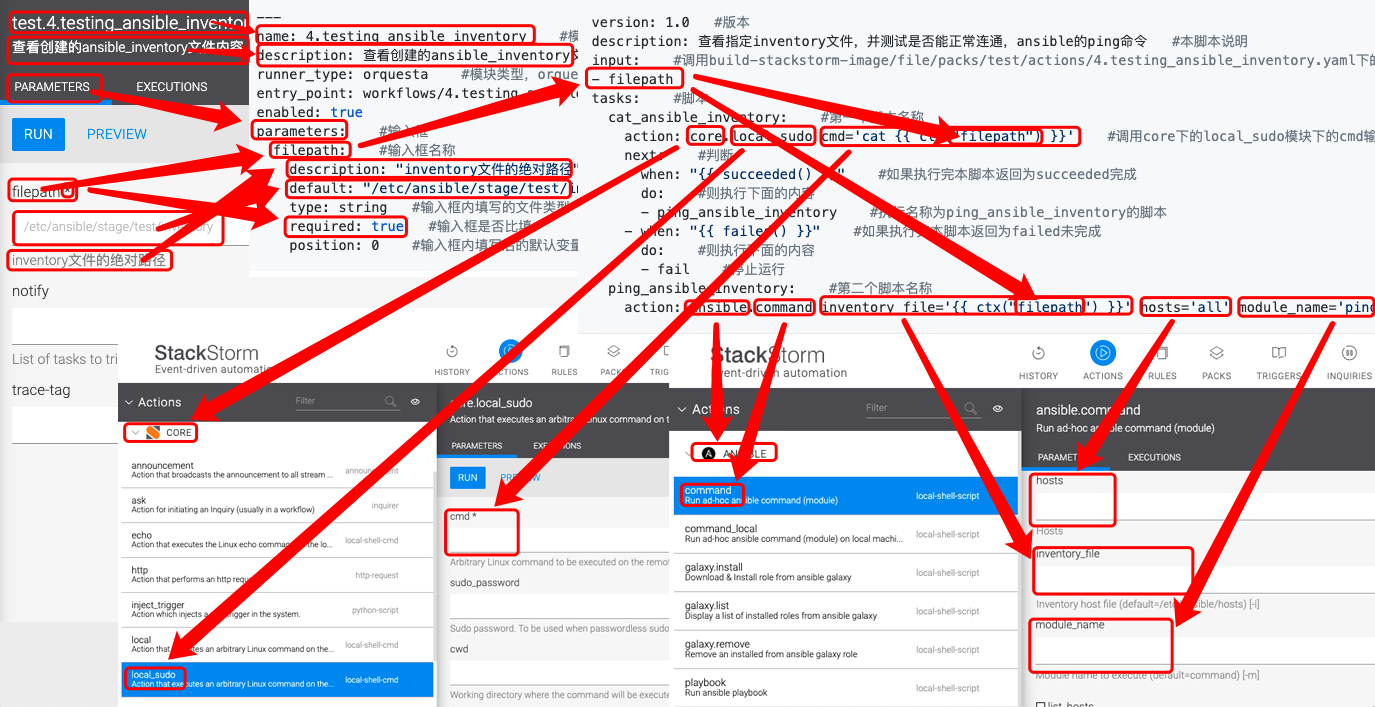 test.4.testing_ansible_inventor
查看创建的ansible_inventory文件内容
PARAMETERS
EXECUTIONS
RUN
PREVIEW
filepath *
/etc/ansible/stage/test/inventory
inventory文件的绝对路径
notify
List of tasks to tri
trace-tag
---
name: 4.testing_ansible_inventory
description: 查看创建的ansible_inventory文
runner_type: orquesta #模块类型, orque
entry_point: workflows/4.testing
enabled: true
parameters: #输入框
filepath: #输入框名称
description: "inventory文件的绝对路径"
default: "/etc/ansible/stage/test/in
type: string #输入框内填写的文件类型
required: true #输入框是否比填
position: 0 #输入框内填写后的默认变量
version: 1.0 #版本
description: 查看指定inventory文件，并测试是否能正常连通，ansible的ping命令 #本脚本说明
input: #调用build-stackstorm-image/file/packs/test/actions/4.testing_ansible_inventory.yaml下的
- filepath
tasks: #脚本
cat_ansible_inventory: #第一个脚本名称
action: core.local_sudo cmd='cat {{ ctx("filepath") }}' #调用core下的local_sudo模块下的cmd输
next: #判断
- when: "{{ succeeded() }}" #如果执行完本脚本返回为succeeded完成
do: #则执行下面的内容
- ping_ansible_inventory #执行名称为ping_ansible_inventory的脚本
- when: "{{ failed() }}" #如果执行完本脚本返回为failed未完成
do: #则执行下面的内容
- fail #停止运行
ping_ansible_inventory: #第二个脚本名称
action: ansible.command inventory_file='{{ ctx("filepath") }}' hosts='all' module_name='ping
StackStorm
Event-driven automation
HISTORY
ACTIONS
RULES
PACKS
TRIG
Actions
Filter
CORE
announcement
Action that broadcasts the announcement to all stream ...
announcement
ask
Action for initiating an Inquiry (usually in a workflow)
inquirer
echo
Action that executes the Linux echo command on the lo...
local-shell-cmd
http
Action that performs an http request
http-request
inject_trigger
Action which injects a new trigger in the system.
python-script
local
Action that executes an arbitrary Linux command on the...
local-shell-cmd
local_sudo
Action that executes an arbitrary Linux command on the...
local-shell-cmd
core.local_sudo
Action that executes an arbitrary Linux command on t
PARAMETERS
EXECUTIONS
RUN
PREVIEW
cmd *
Arbitrary Linux command to be executed on the remot
sudo_password
Sudo password. To be used when passwordless sudo
cwd
Working directory where the command will be execute
StackStorm
Event-driven automation
HISTORY
ACTIONS
RULES
PACKS
TRIGGERS
INQUIRIES
Actions
Filter
ANSIBLE
command
Run ad-hoc ansible command (module)
local-shell-script
command_local
Run ad-hoc ansible command (module) on local machi...
local-shell-script
galaxy.install
Download & Install role from ansible galaxy
local-shell-script
galaxy.list
Display a list of installed roles from ansible galaxy
local-shell-script
galaxy.remove
Remove an installed from ansible galaxy role
local-shell-script
playbook
Run ansible playbook
local-shell-script
ansible.command
Run ad-hoc ansible command (module)
PARAMETERS
EXECUTIONS
hosts
Hosts
inventory_file
Inventory host file (default=/etc/ansible/hosts) [-i]
module_name
Module name to execute (default=command) [-m]
list_hosts